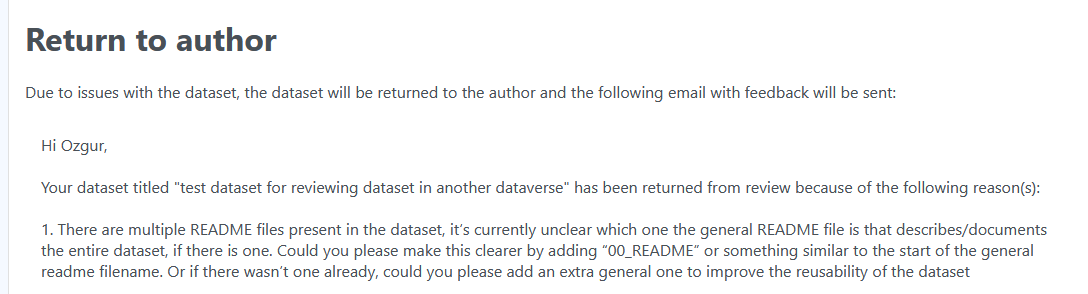 Return to author
Due to issues with the dataset, the dataset will be returned to the author and the following email with feedback will be sent:
Hi Ozgur,
Your dataset titled "test dataset for reviewing dataset in another dataverse" has been returned from review because of the following reason(s):
1. There are multiple README files present in the dataset, it’s currently unclear which one the general README file is that describes/documents
the entire dataset, if there is one. Could you please make this clearer by adding “00_README” or something similar to the start of the general
readme filename. Or if there wasn’t one already, could you please add an extra general one to improve the reusability of the dataset